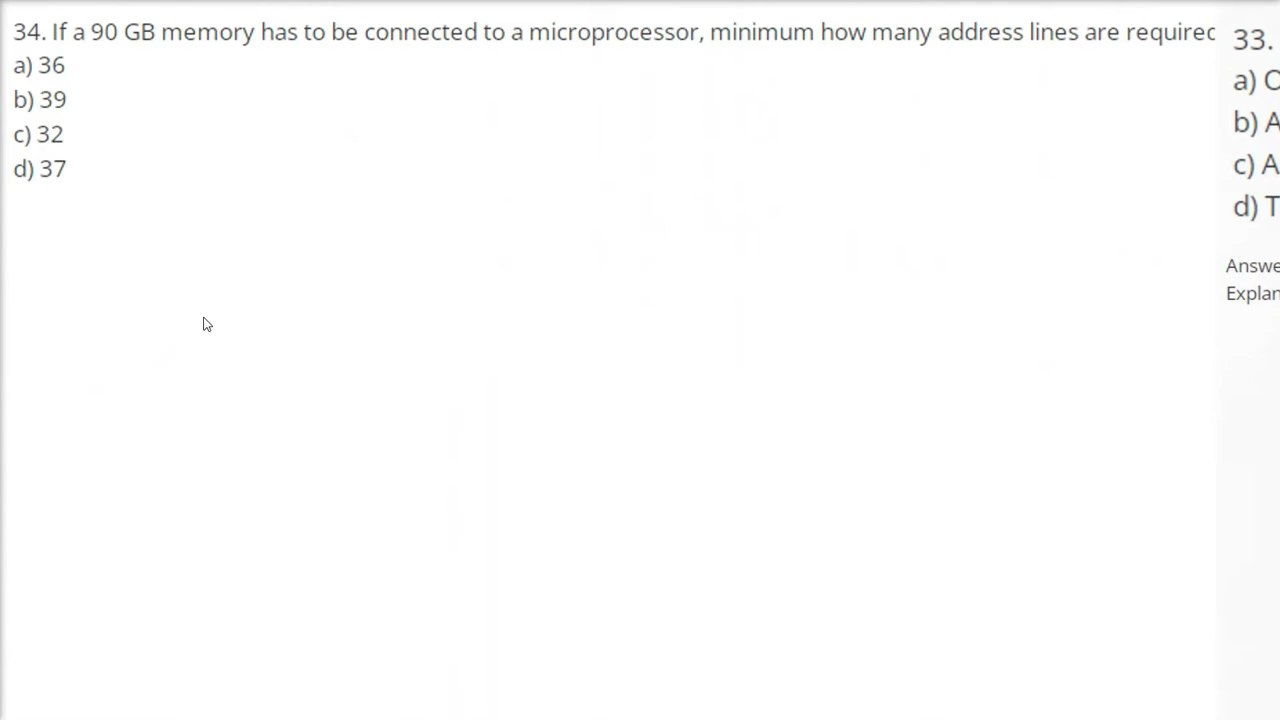 34. If a 90 GB memory has to be connected to a microprocessor, minimum how many address lines are required
a) 36
b) 39
c) 32
d) 37
33.
a)
b) A
c) A
d) T
Answe
Explan